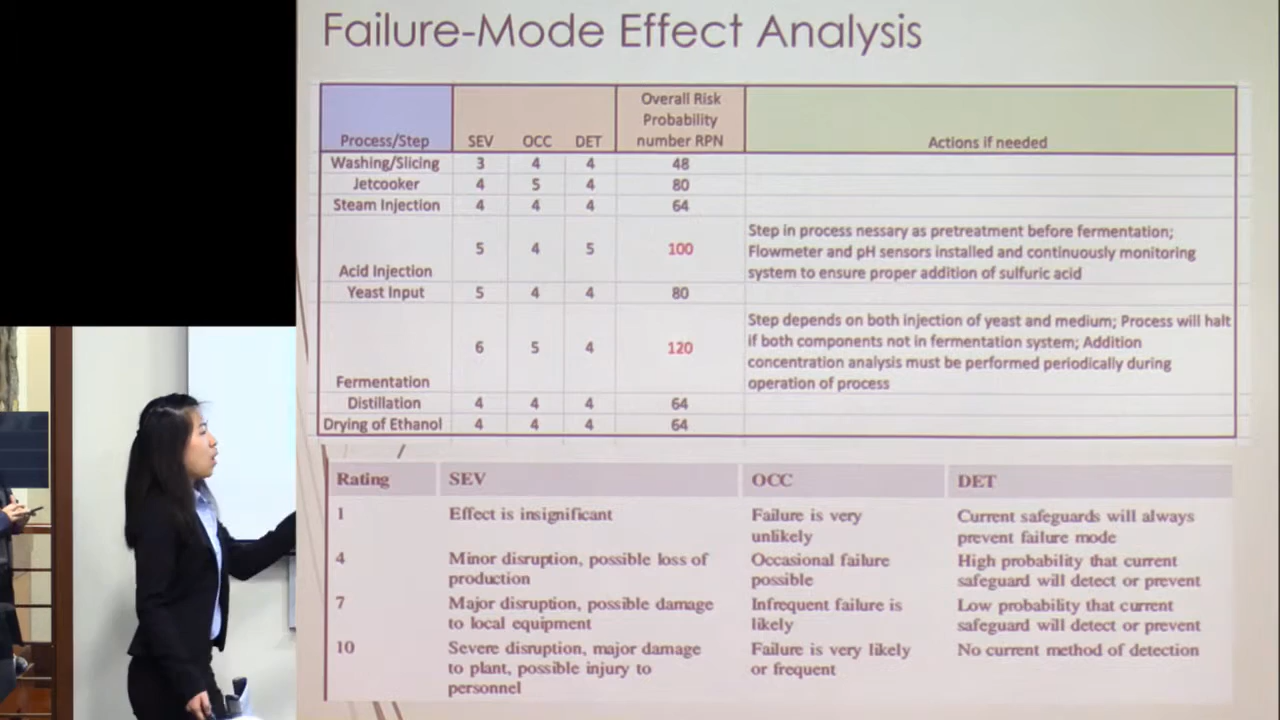 Failure-Mode Effect Analysis
Process/Step SEV OCC DET Overall Risk Probability number RPN Actions if needed
Washing/Slicing 3 4 4 48
Jetcooker 4 5 4 80
Steam Injection 4 4 4 64
Acid Injection 5 4 5 100
Step in process nessary as pretreatment before fermentation;
Flowmeter and pH sensors installed and continuously monitoring
system to ensure proper addition of sulfuric acid
Yeast Input 5 4 4 80
Fermentation 6 5 4 120
Step depends on both injection of yeast and medium; Process will halt
if both components not in fermentation system; Addition
concentration analysis must be performed periodically during
operation of process
Distillation 4 4 4 64
Drying of Ethanol 4 4 4 64
Rating SEV OCC DET
1 Effect is insignificant Failure is very unlikely Current safeguards will always prevent failure mode
4 Minor disruption, possible loss of production Occasional failure possible High probability that current safeguard will detect or prevent
7 Major disruption, possible damage to local equipment Infrequent failure is likely Low probability that current safeguard will detect or prevent
10 Severe disruption, major damage to plant, possible injury to personnel Failure is very likely or frequent No current method of detection